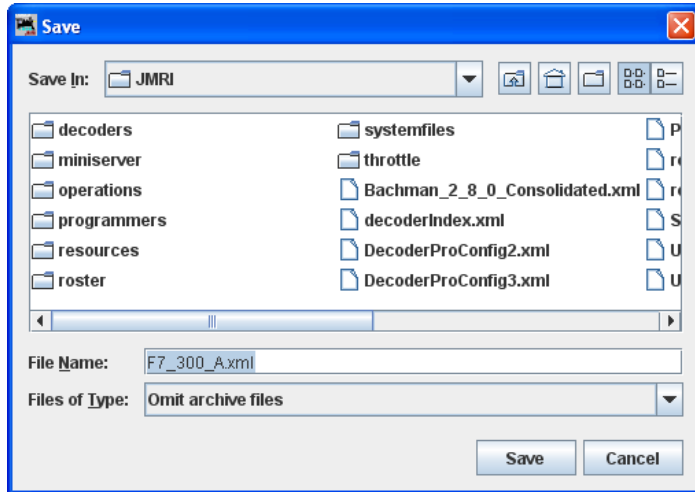 Save
Save In: JMRI
decoders
miniserver
operations
programmers
resources
roster
systemfiles
throttle
Bachman_2_8_0_Consolidated.xml
decoderIndex.xml
DecoderProConfig2.xml
DecoderProConfig3.xml
File Name: F7_300_A.xml
Files of Type: Omit archive files
Save Cancel